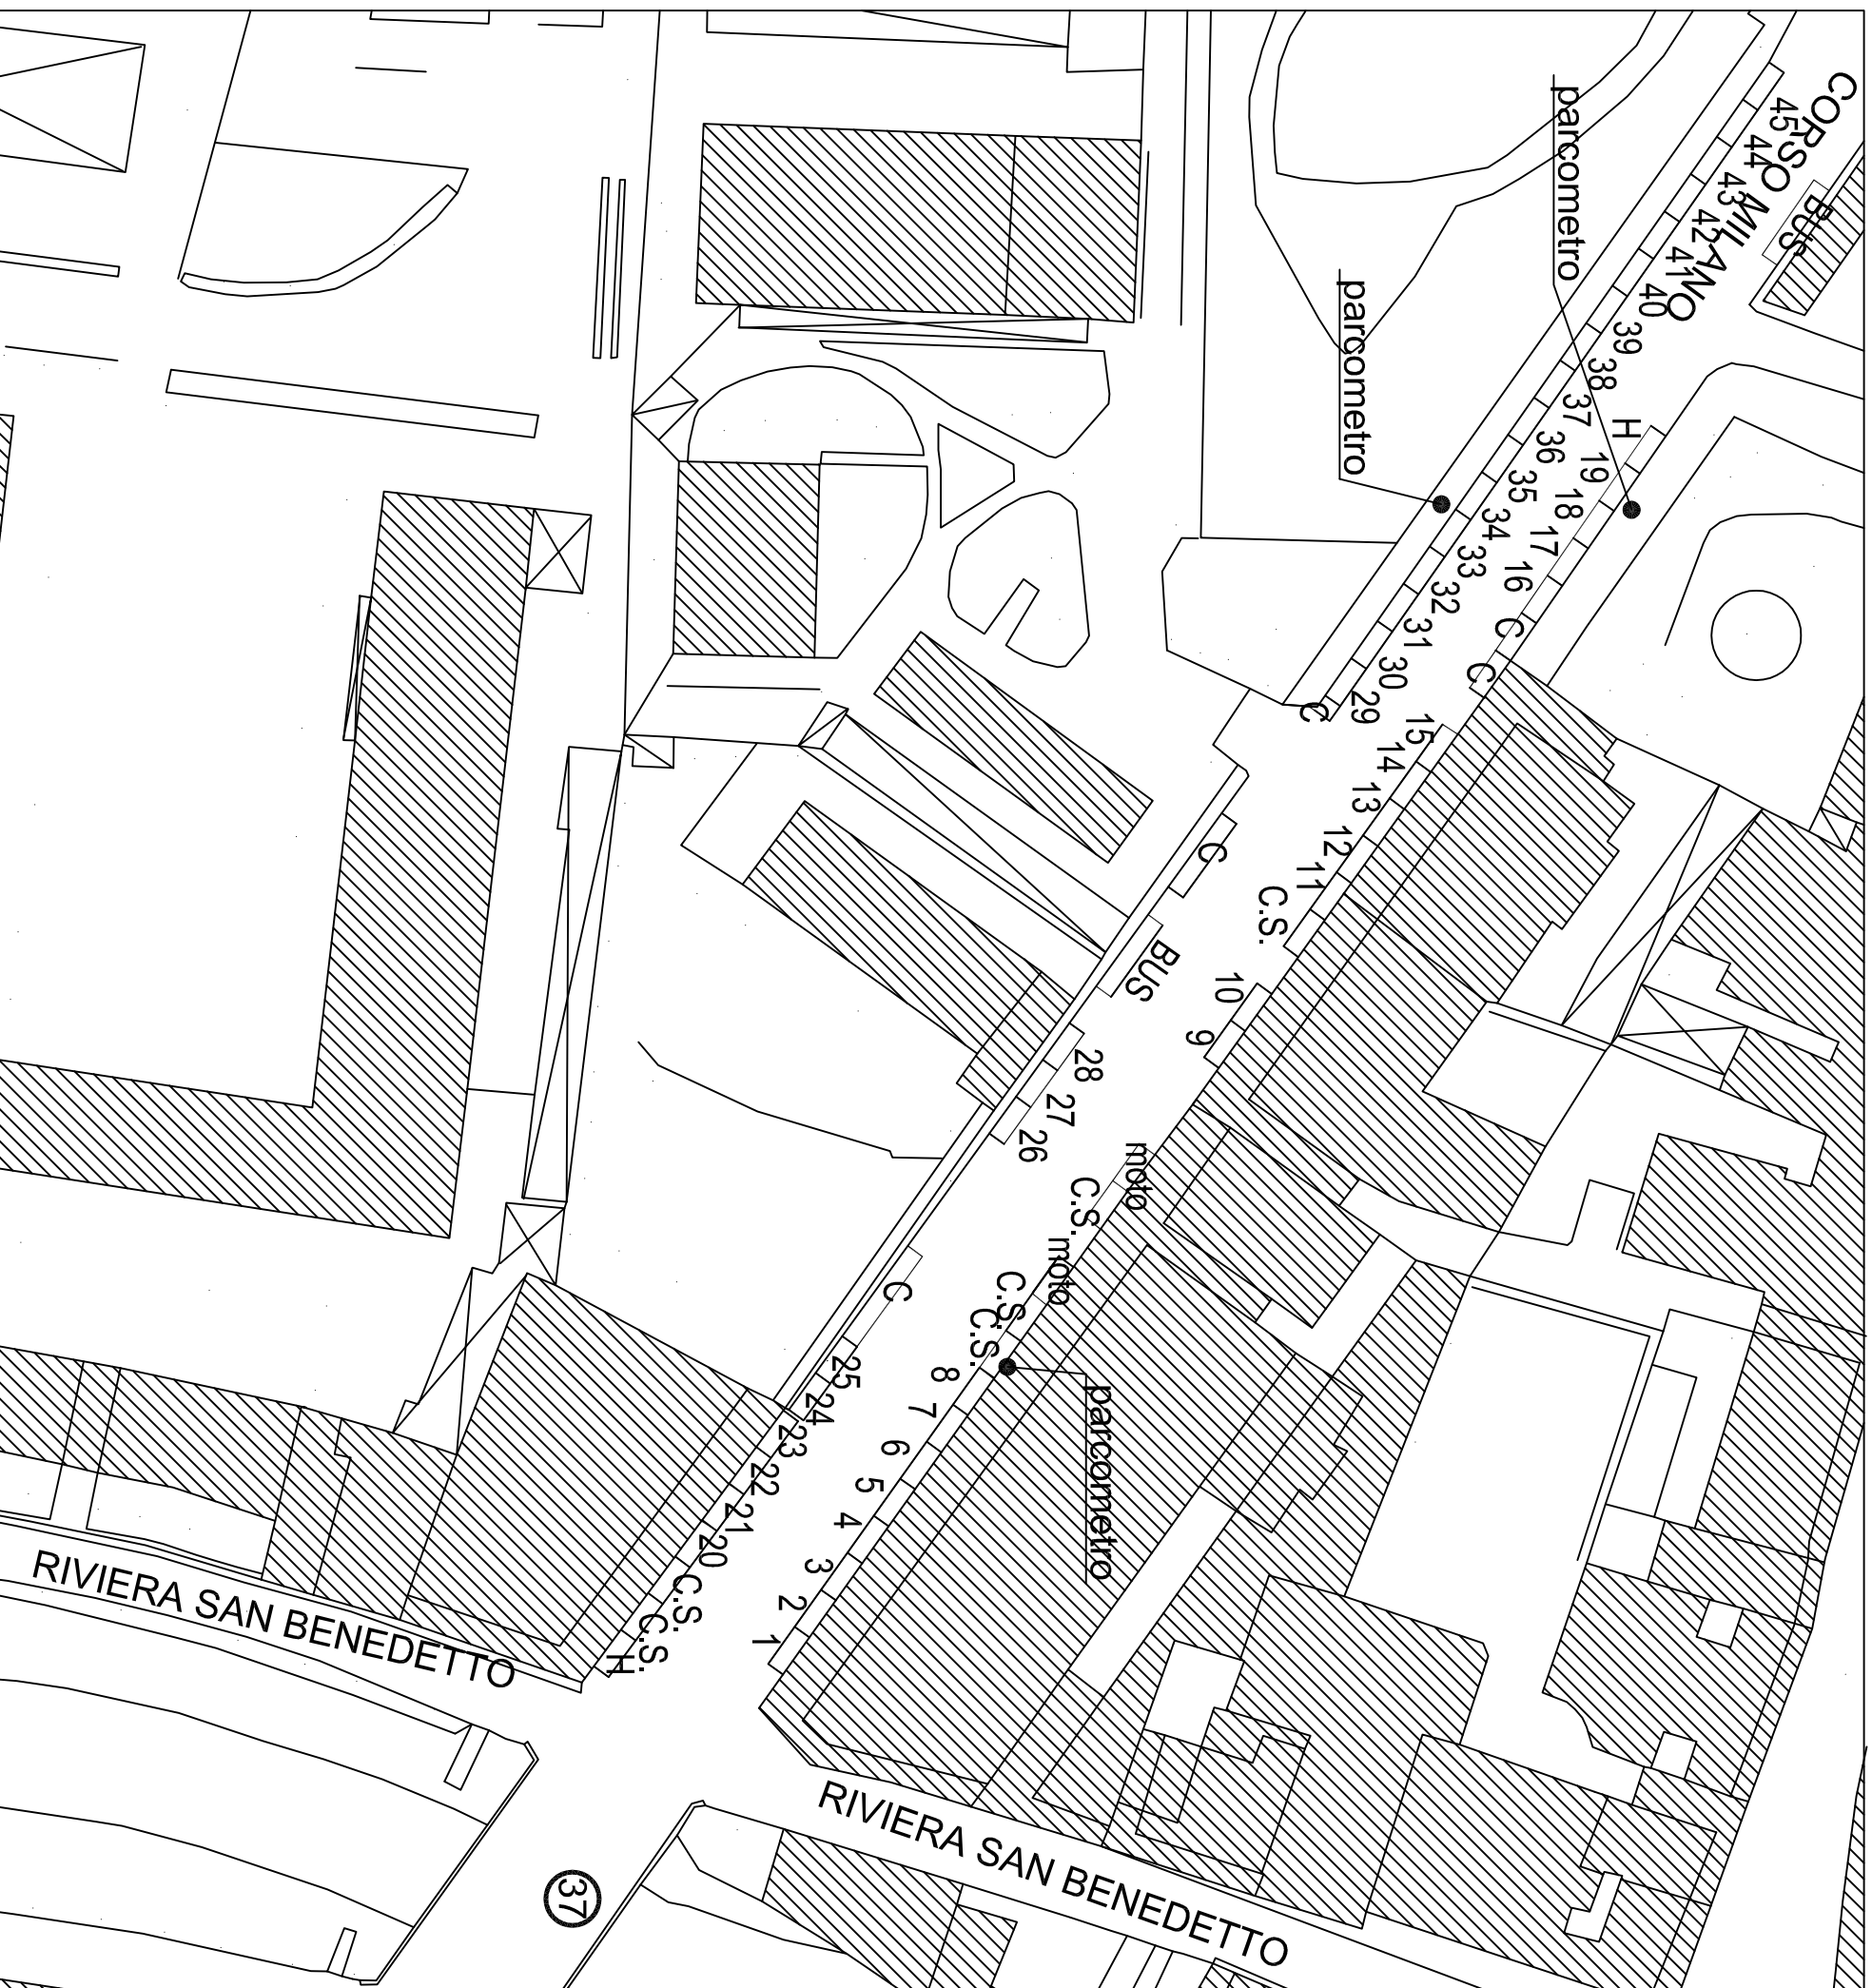 CORSO MILANO
BUS
parcometro
parcometro
45
44
43
42
41
40
39
38
37
36
35
34
33
32
31
30
29
C
H
19
18
17
16
C
C
15
14
13
12
11
C.S.
10
9
C
BUS
28
27
26
moto
C.S.
moto
C.S.
C.S.
parcometro
8
7
6
5
4
3
2
1
C
25
24
23
22
21
20
C.S.
C.S.
H
RIVIERA SAN BENEDETTO
RIVIERA SAN BENEDETTO
37